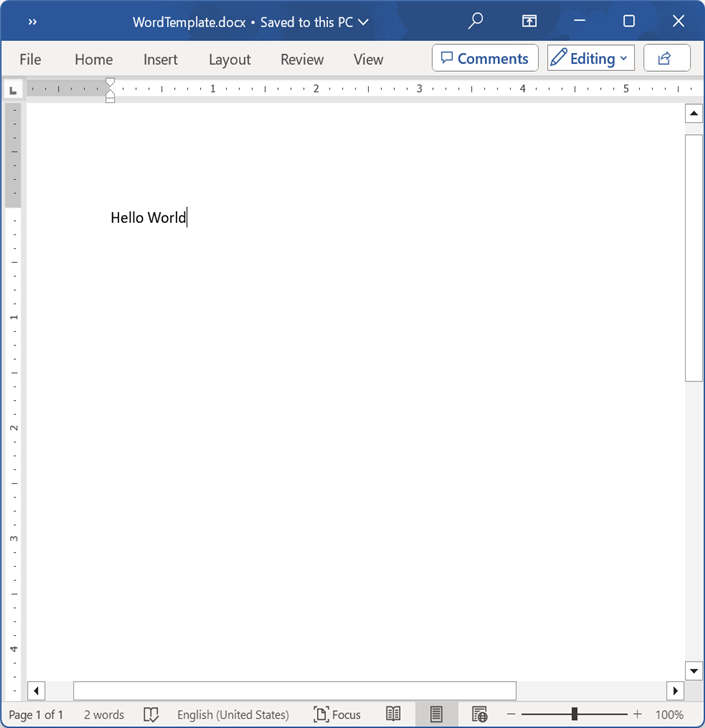 WordTemplate.docx • Saved to this PC
File Home Insert Layout Review View Comments Editing
1 2 3 4 5
Hello World
1
2
3
4
Page 1 of 1 2 words English (United States) Focus 100%